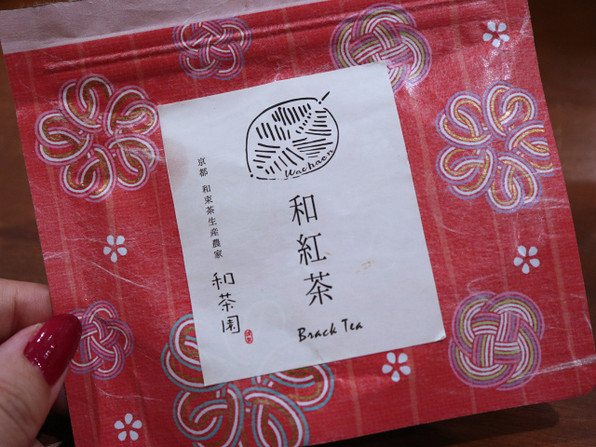 Wachaen
和紅茶
京都 和束茶生産農家
和茶園
Brack Tea